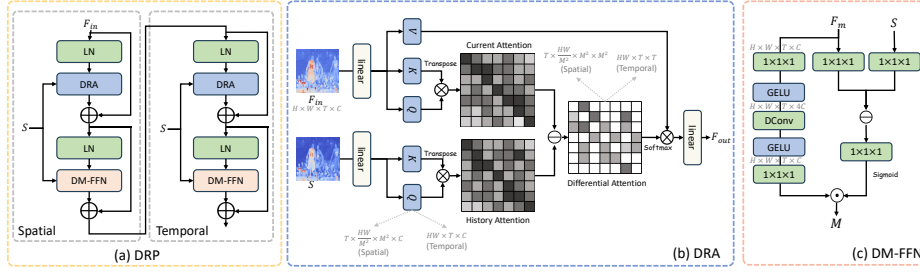 F_in
LN
DRA
S
LN
DM-FFN
Spatial
LN
DRA
S
LN
DM-FFN
Temporal
(a) DRP
F_in
H × W × T × C
linear
V
K
Q
Transpose
Current Attention
S
linear
K
Q
Transpose
History Attention
T × HW/M² × M² × C
(Spatial)
HW × T × C
(Temporal)
T × HW/M² × M² × M²
(Spatial)
HW × T × T
(Temporal)
Differential Attention
Softmax
linear
F_out
(b) DRA
F_m
S
H × W × T × C
1×1×1
1×1×1
1×1×1
GELU
H × W × T × 4C
DConv
GELU
H × W × T × C
1×1×1
1×1×1
Sigmoid
M
(c) DM-FFN